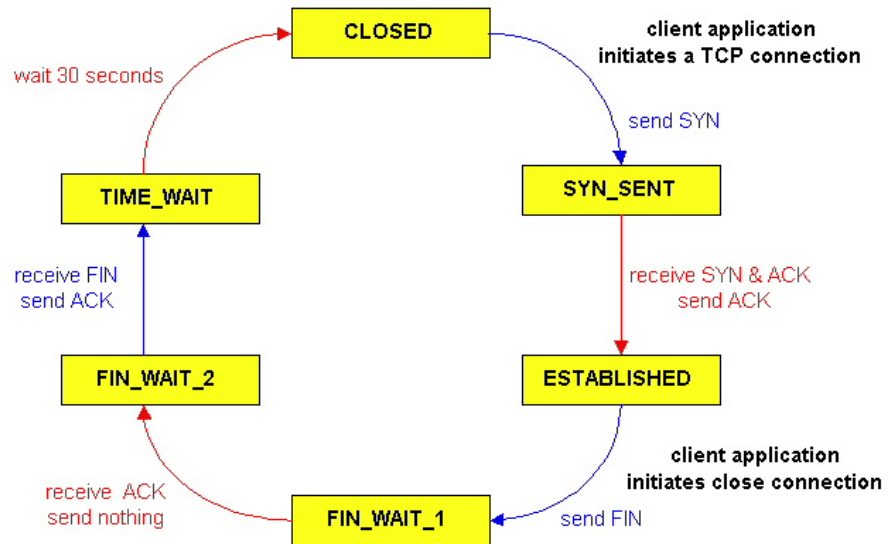 CLOSED
client application
initiates a TCP connection
wait 30 seconds
send SYN
TIME_WAIT
SYN_SENT
receive FIN
send ACK
receive SYN & ACK
send ACK
FIN_WAIT_2
ESTABLISHED
client application
initiates close connection
receive ACK
send nothing
FIN_WAIT_1
send FIN